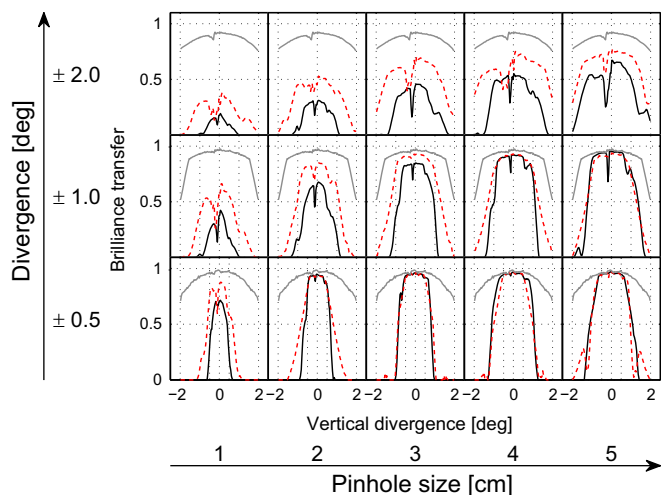 Divergence [deg]
± 2.0
± 1.0
± 0.5
Brilliance transfer
1
0.5
1
0.5
1
0.5
0
−2 0 2 −2 0 2 −2 0 2 −2 0 2 −2 0 2
Vertical divergence [deg]
1 2 3 4 5
Pinhole size [cm]